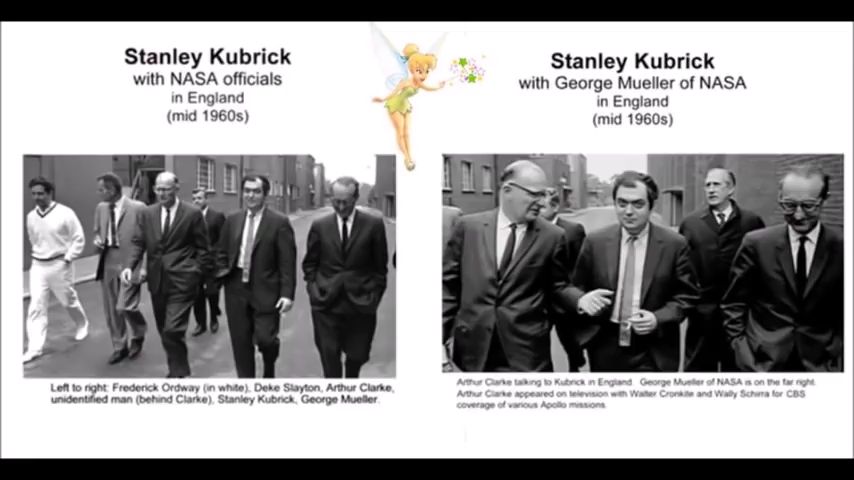 Stanley Kubrick
with NASA officials
in England
(mid 1960s)
Left to right: Frederick Ordway (in white), Deke Slayton, Arthur Clarke,
unidentified man (behind Clarke), Stanley Kubrick, George Mueller.
Stanley Kubrick
with George Mueller of NASA
in England
(mid 1960s)
Arthur Clarke talking to Kubrick in England. George Mueller of NASA is on the far right.
Arthur Clarke appeared on television with Walter Cronkite and Wally Schirra for CBS
coverage of various Apollo missions.